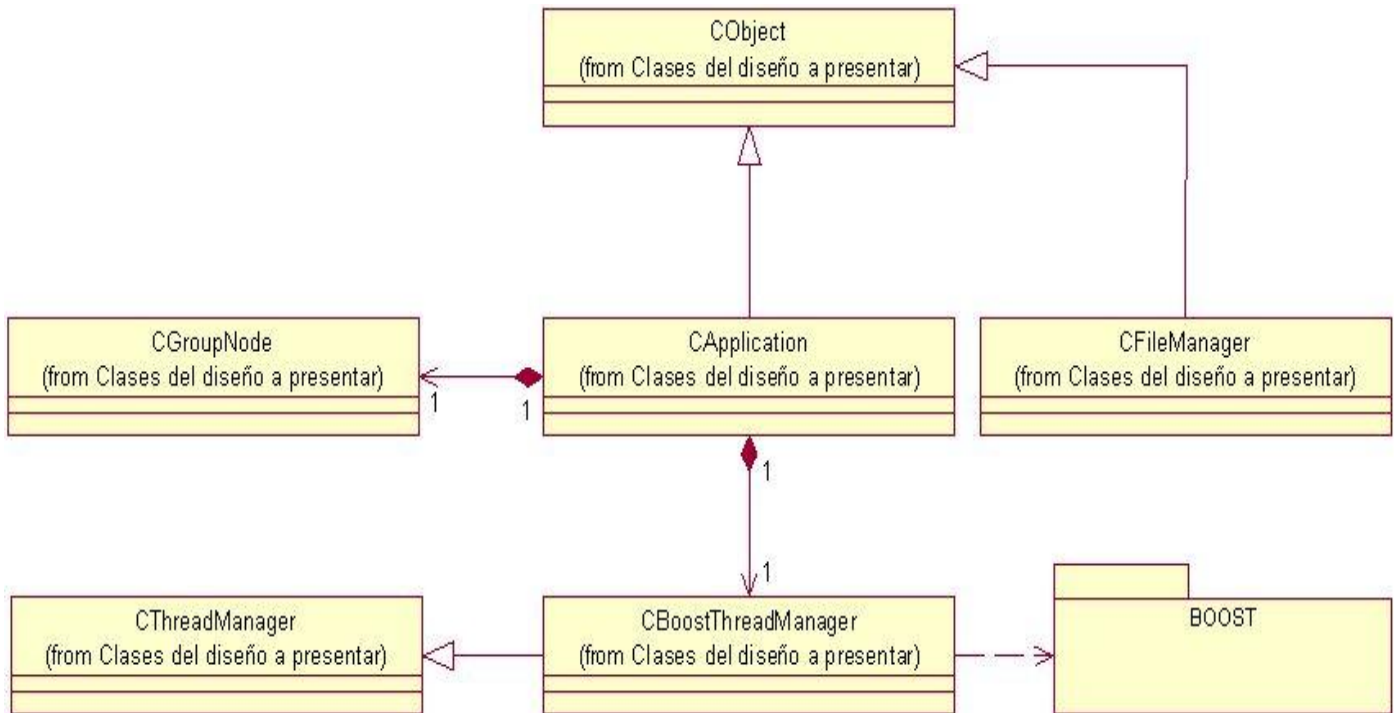 CObject
(from Clases del diseño a presentar)
CGroupNode
(from Clases del diseño a presentar)
CApplication
(from Clases del diseño a presentar)
CFileManager
(from Clases del diseño a presentar)
1
1
1
1
CThreadManager
(from Clases del diseño a presentar)
CBoostThreadManager
(from Clases del diseño a presentar)
BOOST